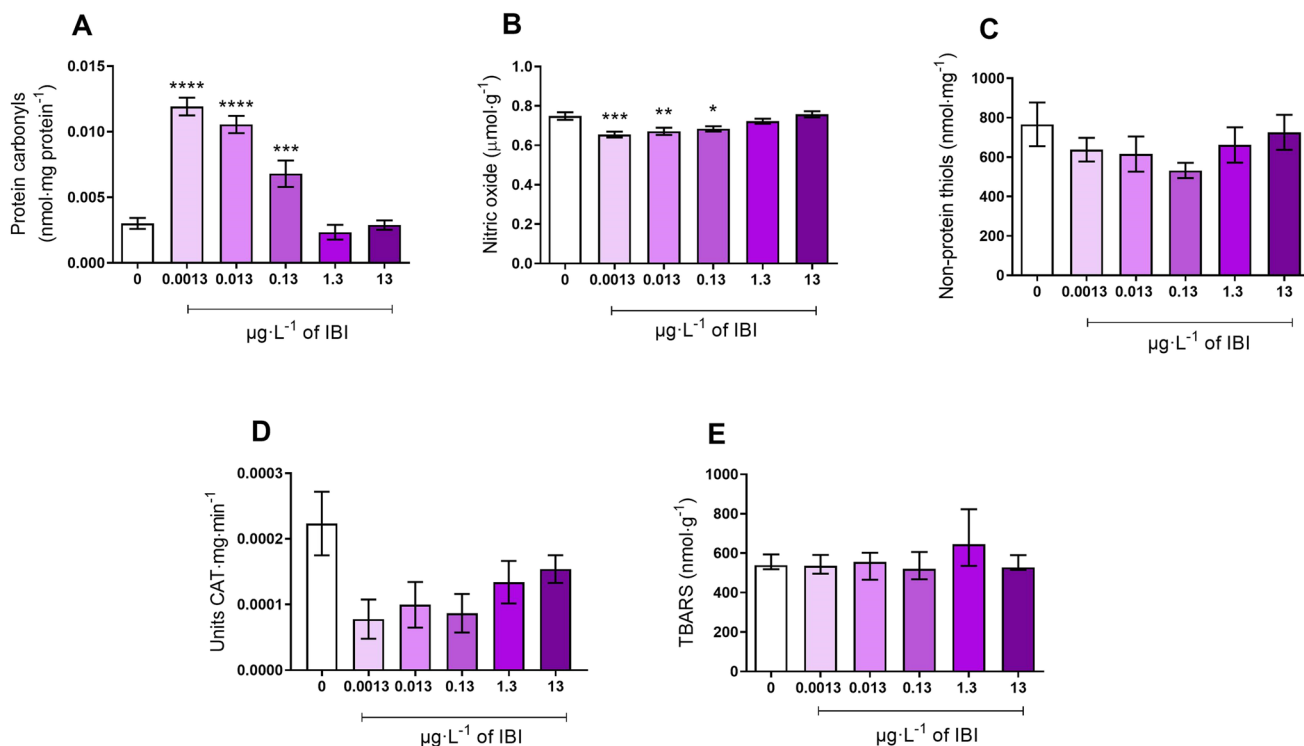 A
Protein carbonyls
(nmol·mg protein⁻¹)
0.015
0.010
0.005
0.000
****
****
***
0 0.0013 0.013 0.13 1.3 13
µg·L⁻¹ of IBI
B
Nitric oxide (μmol·g⁻¹)
1.0
0.8
0.6
0.4
0.2
0.0
***
**
*
0 0.0013 0.013 0.13 1.3 13
µg·L⁻¹ of IBI
C
Non-protein thiols (nmol·mg⁻¹)
1000
800
600
400
200
0
0 0.0013 0.013 0.13 1.3 13
µg·L⁻¹ of IBI
D
Units CAT·mg·min⁻¹
0.0003
0.0002
0.0001
0.0000
0 0.0013 0.013 0.13 1.3 13
µg·L⁻¹ of IBI
E
TBARS (nmol·g⁻¹)
1000
800
600
400
200
0
0 0.0013 0.013 0.13 1.3 13
µg·L⁻¹ of IBI